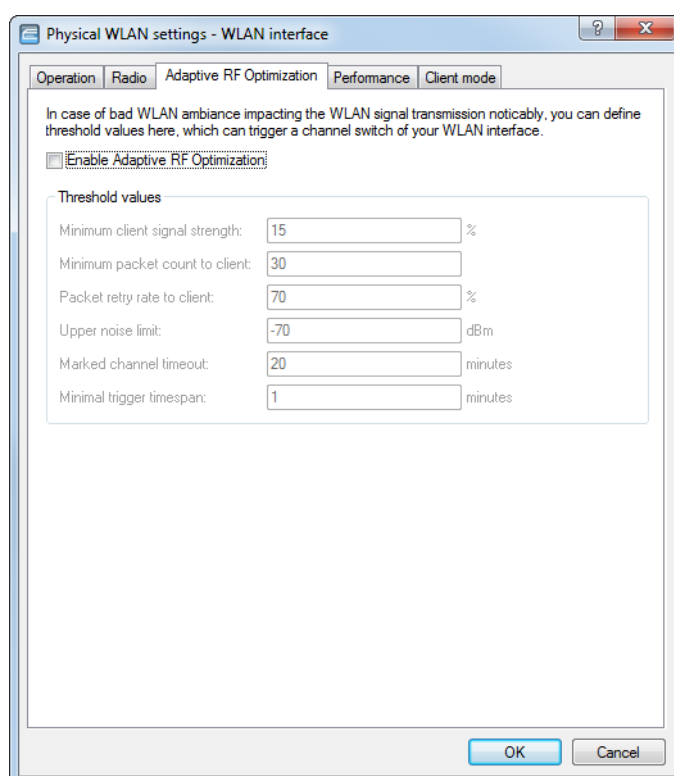 Physical WLAN settings - WLAN interface
Operation Radio Adaptive RF Optimization Performance Client mode
In case of bad WLAN ambiance impacting the WLAN signal transmission noticably, you can define
threshold values here, which can trigger a channel switch of your WLAN interface.
Enable Adaptive RF Optimization
Threshold values
Minimum client signal strength: 15 %
Minimum packet count to client: 30
Packet retry rate to client: 70 %
Upper noise limit: -70 dBm
Marked channel timeout: 20 minutes
Minimal trigger timespan: 1 minutes
OK Cancel